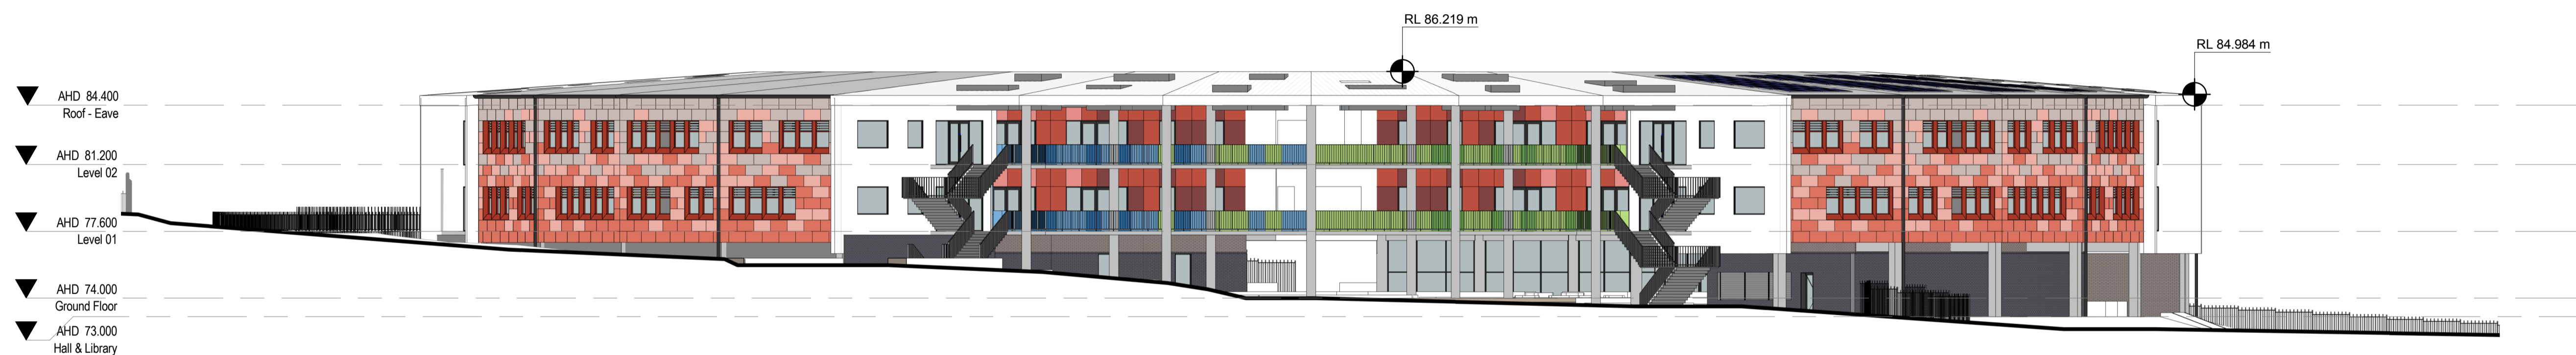 RL 86.219 m
RL 84.984 m
AHD 84.400
Roof - Eave
AHD 81.200
Level 02
AHD 77.600
Level 01
AHD 74.000
Ground Floor
AHD 73.000
Hall & Library